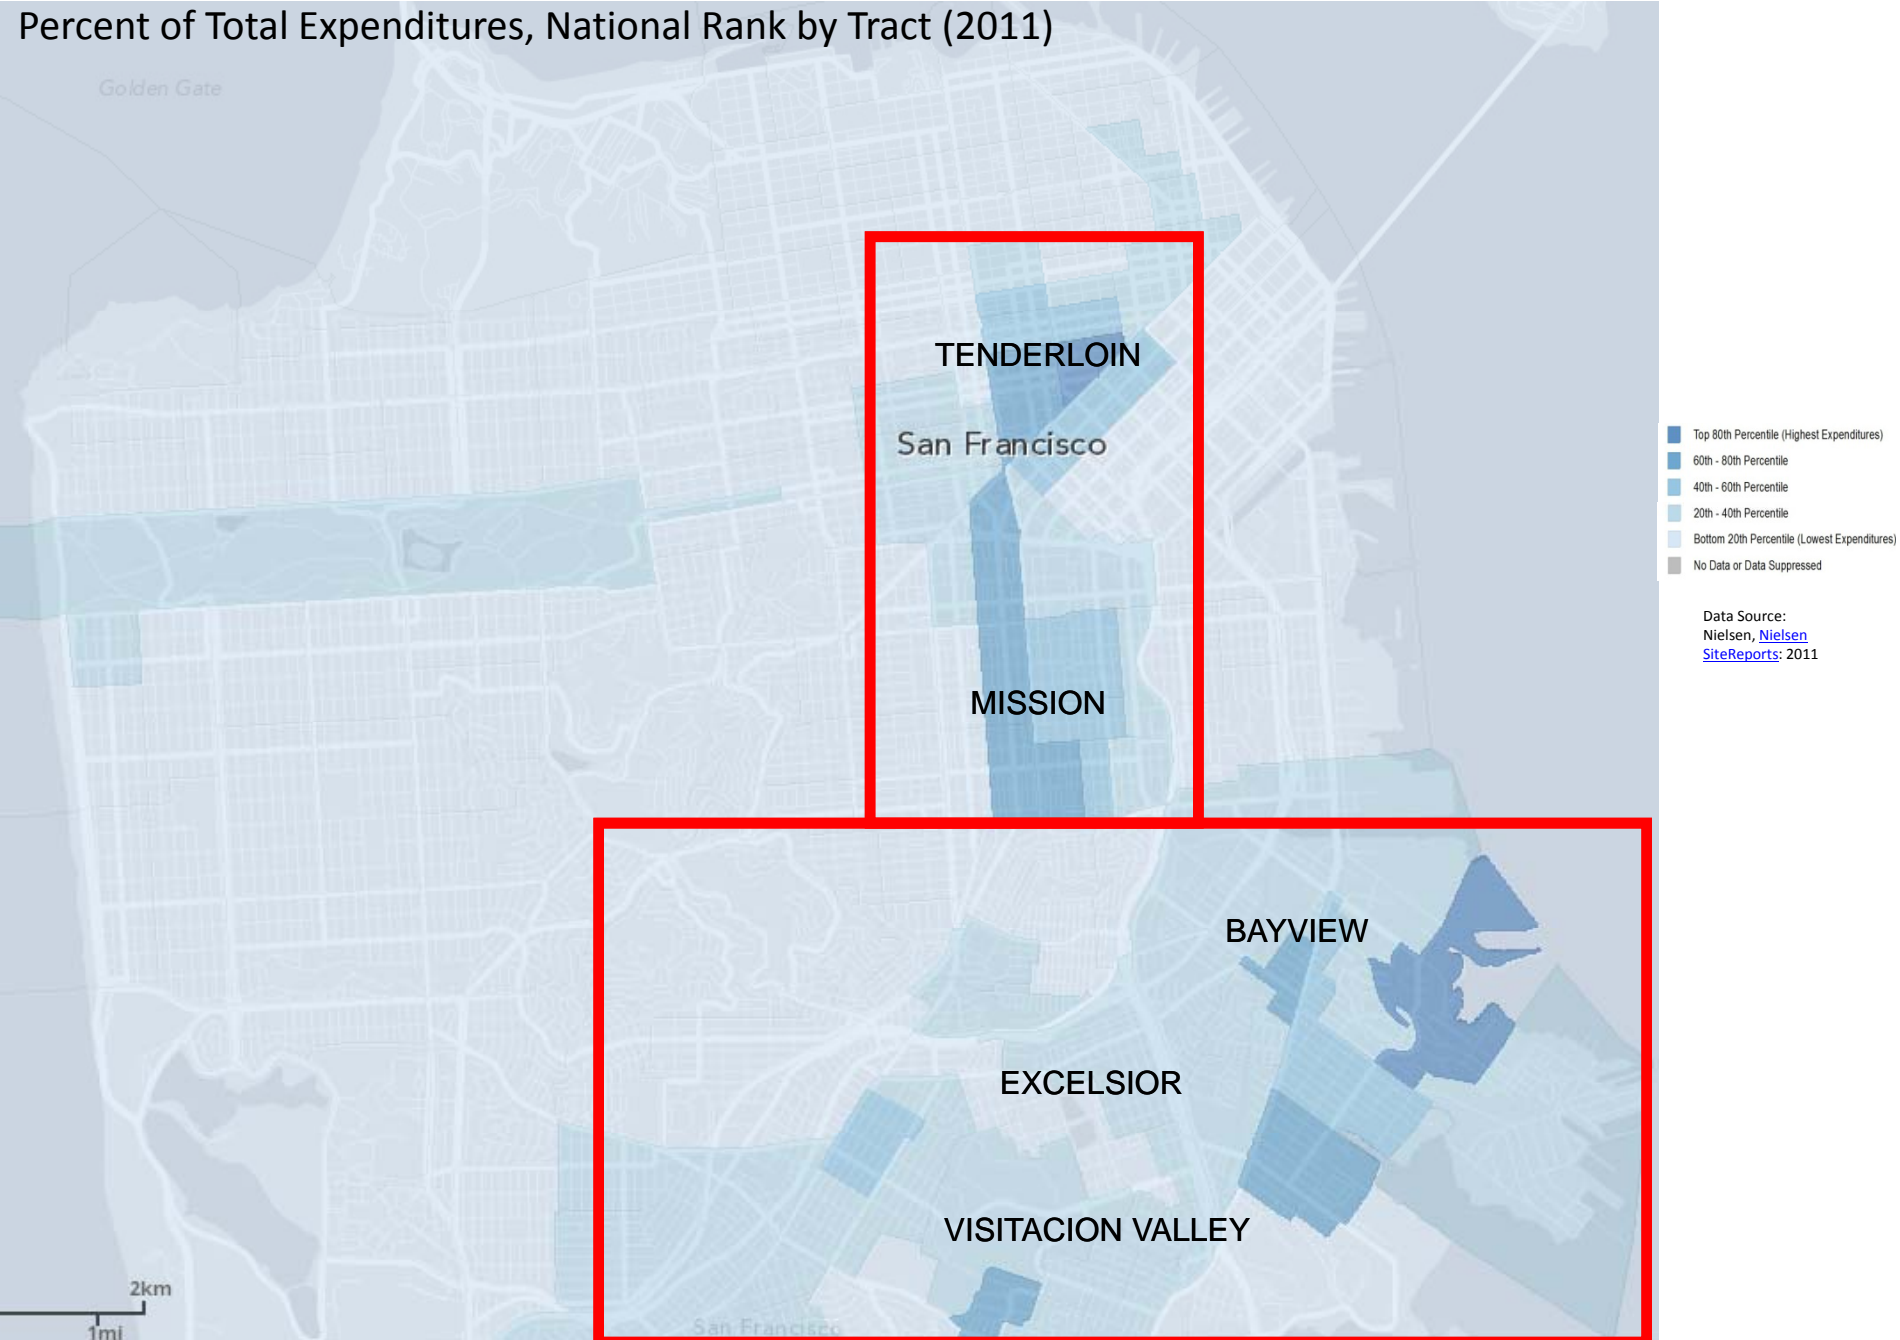 Percent of Total Expenditures, National Rank by Tract (2011)
Golden Gate
TENDERLOIN
San Francisco
Top 80th Percentile (Highest Expenditures)
60th - 80th Percentile
40th - 60th Percentile
20th - 40th Percentile
Bottom 20th Percentile (Lowest Expenditures)
No Data or Data Suppressed
Data Source:
Nielsen, Nielsen
SiteReports: 2011
MISSION
BAYVIEW
EXCELSIOR
VISITACION VALLEY
2km
1mi
San Francisco